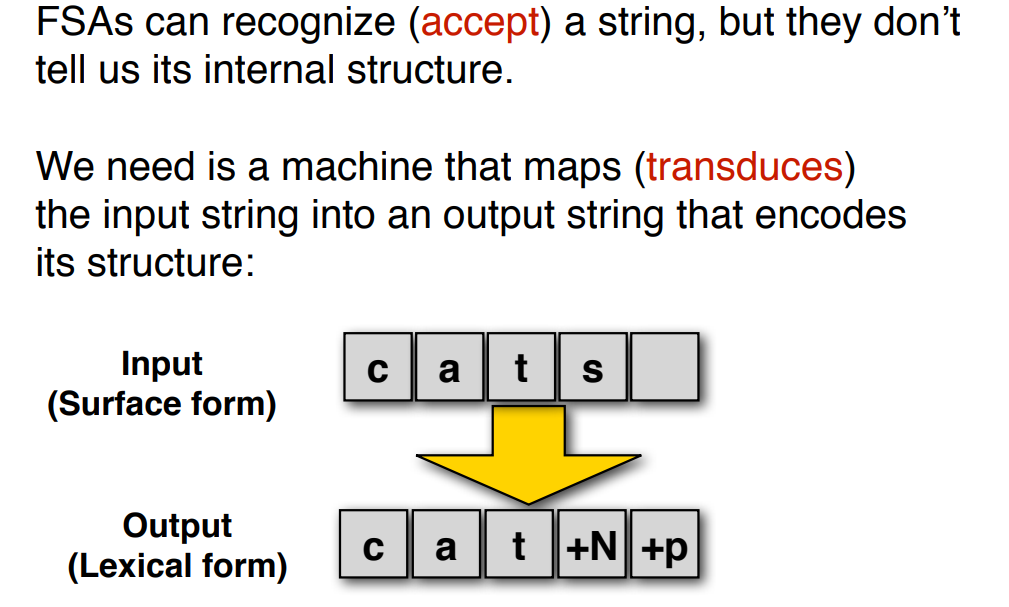 FSAs can recognize (accept) a string, but they don’t
tell us its internal structure.
We need is a machine that maps (transduces)
the input string into an output string that encodes
its structure:
Input
(Surface form)
c a t s
Output
(Lexical form)
c a t +N +p